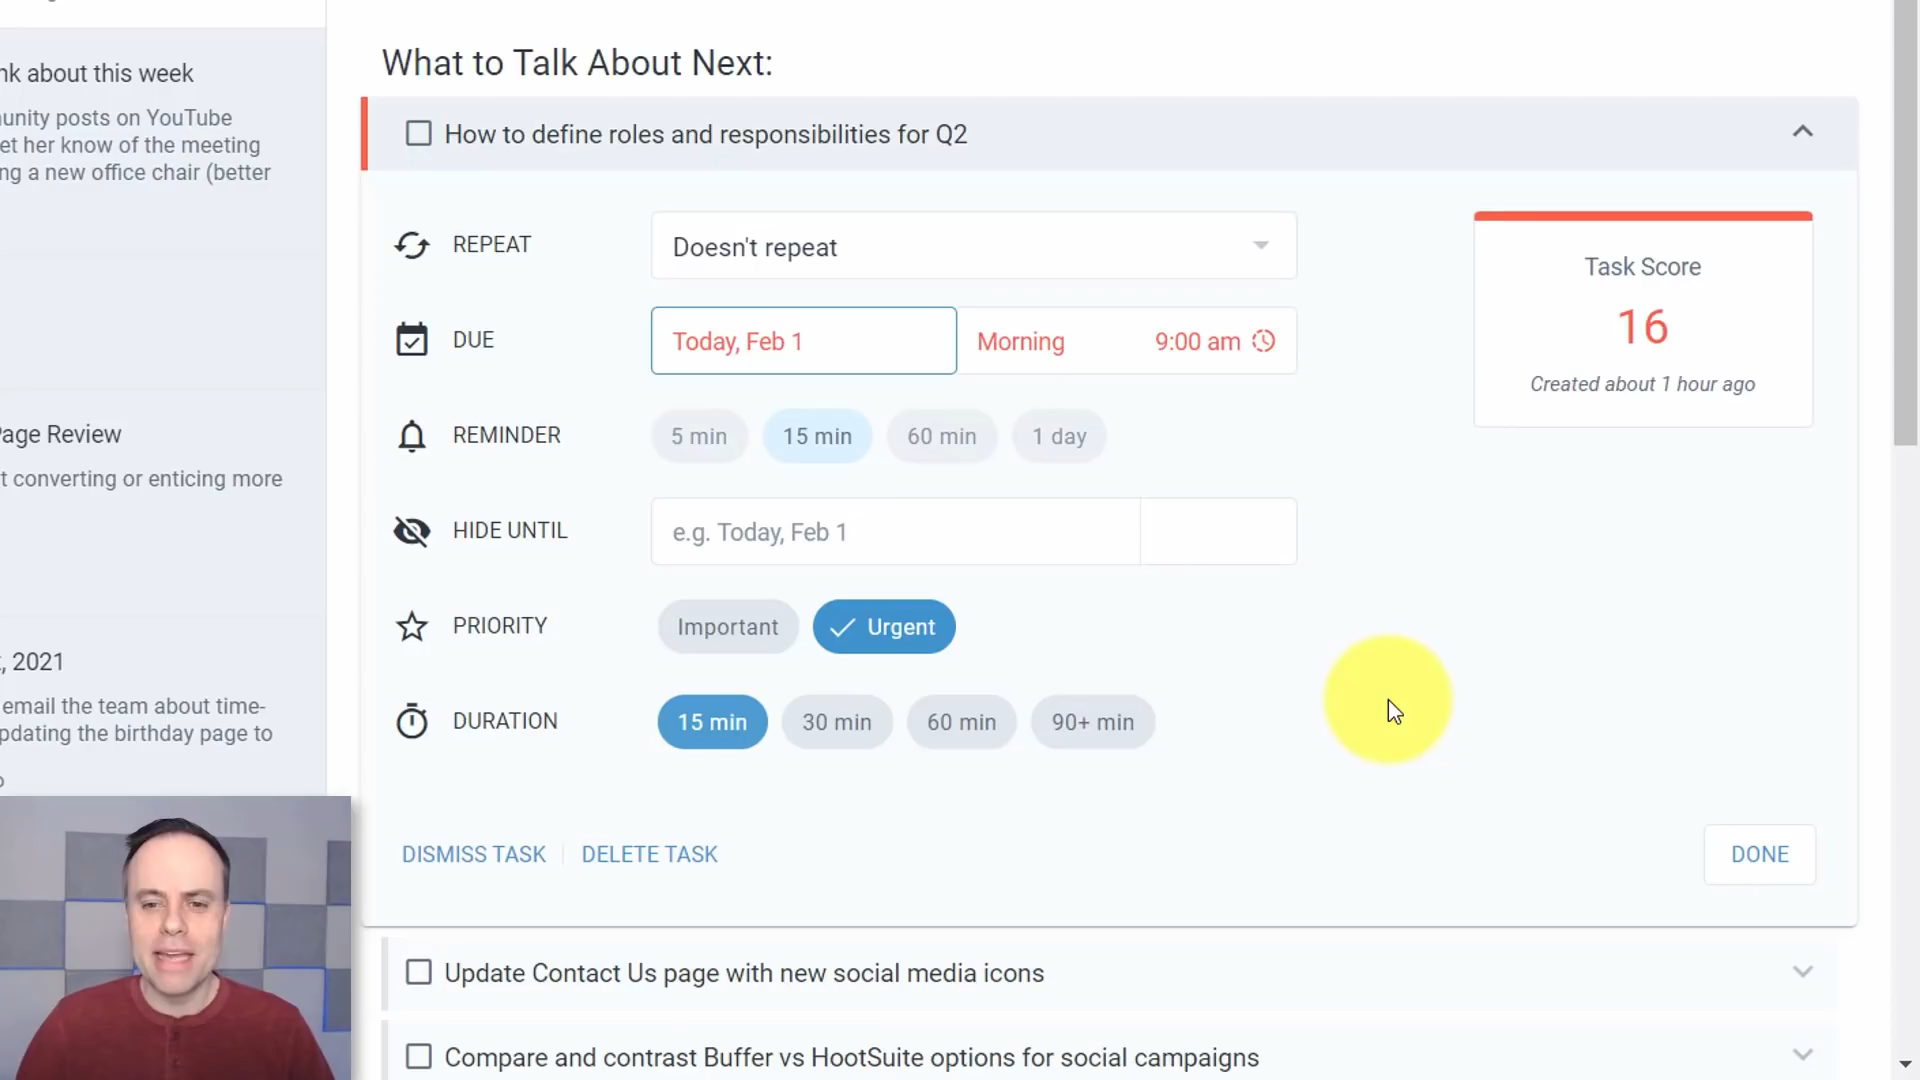 nk about this week
unity posts on YouTube
et her know of the meeting
ng a new office chair (better
Page Review
t converting or enticing more
, 2021
email the team about time-
pdating the birthday page to
What to Talk About Next:
How to define roles and responsibilities for Q2
REPEAT
Doesn't repeat
DUE
Today, Feb 1
Morning
9:00 am
REMINDER
5 min
15 min
60 min
1 day
HIDE UNTIL
e.g. Today, Feb 1
PRIORITY
Important
Urgent
DURATION
15 min
30 min
60 min
90+ min
Task Score
16
Created about 1 hour ago
DISMISS TASK
DELETE TASK
DONE
Update Contact Us page with new social media icons
Compare and contrast Buffer vs HootSuite options for social campaigns